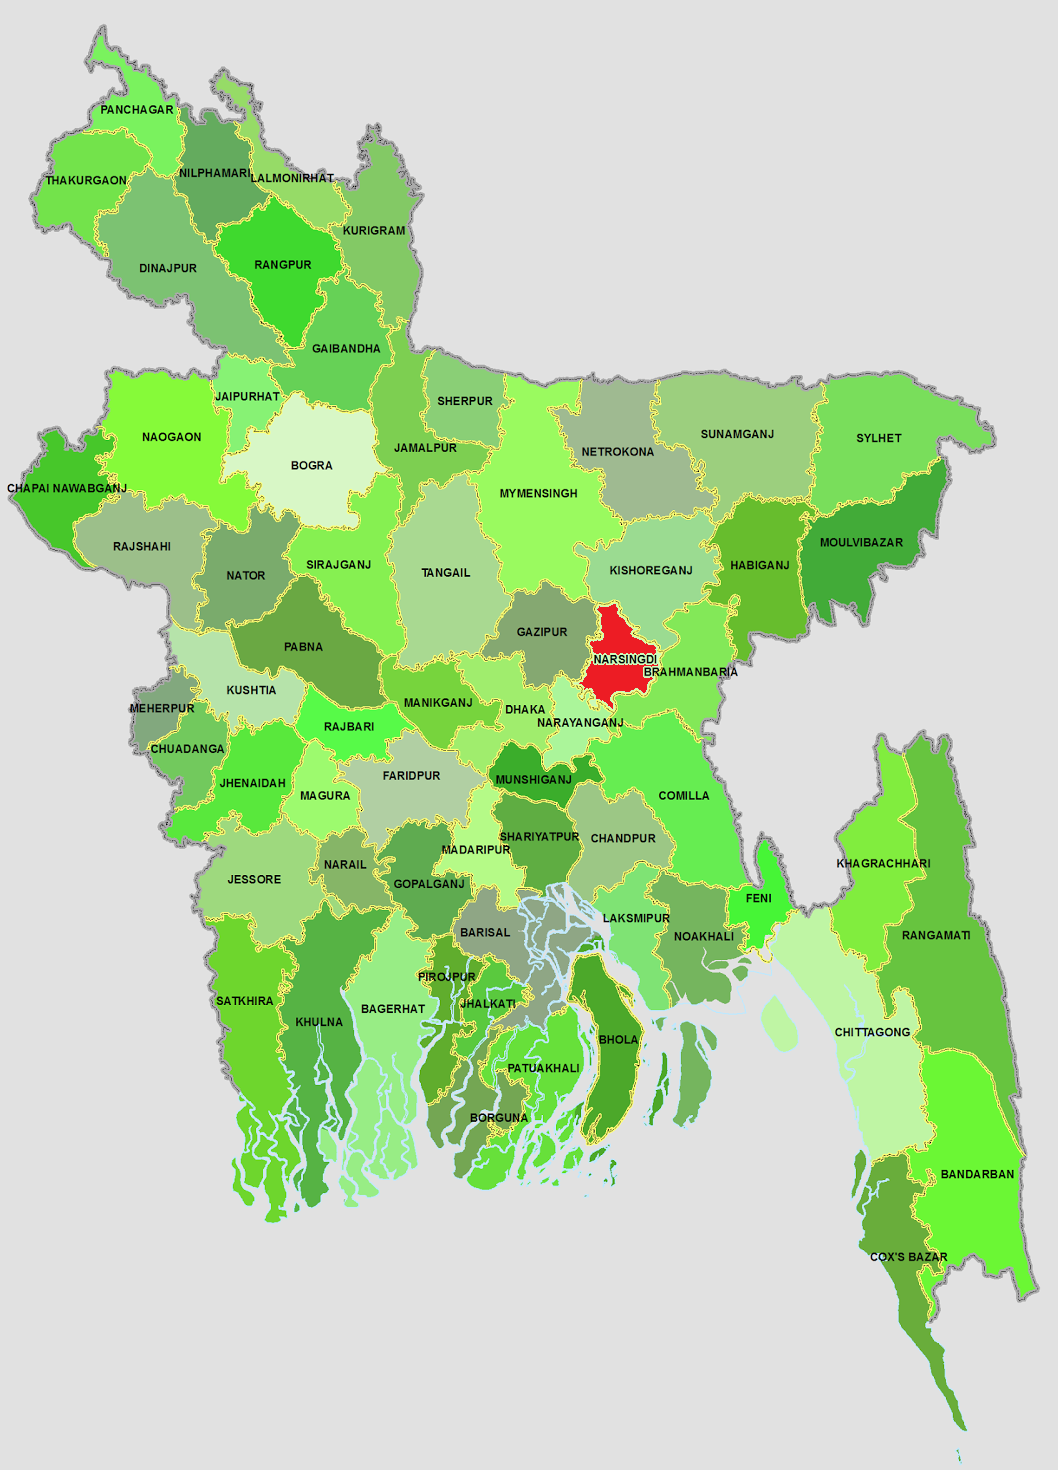 PANCHAGAR
THAKURGAON
NILPHAMARI
LALMONIRHAT
KURIGRAM
DINAJPUR
RANGPUR
GAIBANDHA
JAIPURHAT
SHERPUR
NAOGAON
BOGRA
JAMALPUR
NETROKONA
SUNAMGANJ
SYLHET
CHAPAI NAWABGANJ
MYMENSINGH
RAJSHAHI
NATOR
SIRAJGANJ
TANGAIL
KISHOREGANJ
HABIGANJ
MOULVIBAZAR
PABNA
GAZIPUR
NARSINGDI
BRAHMANBARIA
KUSHTIA
MEHERPUR
MANIKGANJ
DHAKA
NARAYANGANJ
RAJBARI
CHUADANGA
JHENAIDAH
MAGURA
FARIDPUR
MUNSHIGANJ
COMILLA
SHARIYATPUR
CHANDPUR
MADARIPUR
NARAIL
JESSORE
GOPALGANJ
KHAGRACHHARI
FENI
LAKSMIPUR
NOAKHALI
BARISAL
RANGAMATI
PIROJPUR
JHALKATI
SATKHIRA
KHULNA
BAGERHAT
BHOLA
CHITTAGONG
PATUAKHALI
BORGUNA
BANDARBAN
COX'S BAZAR